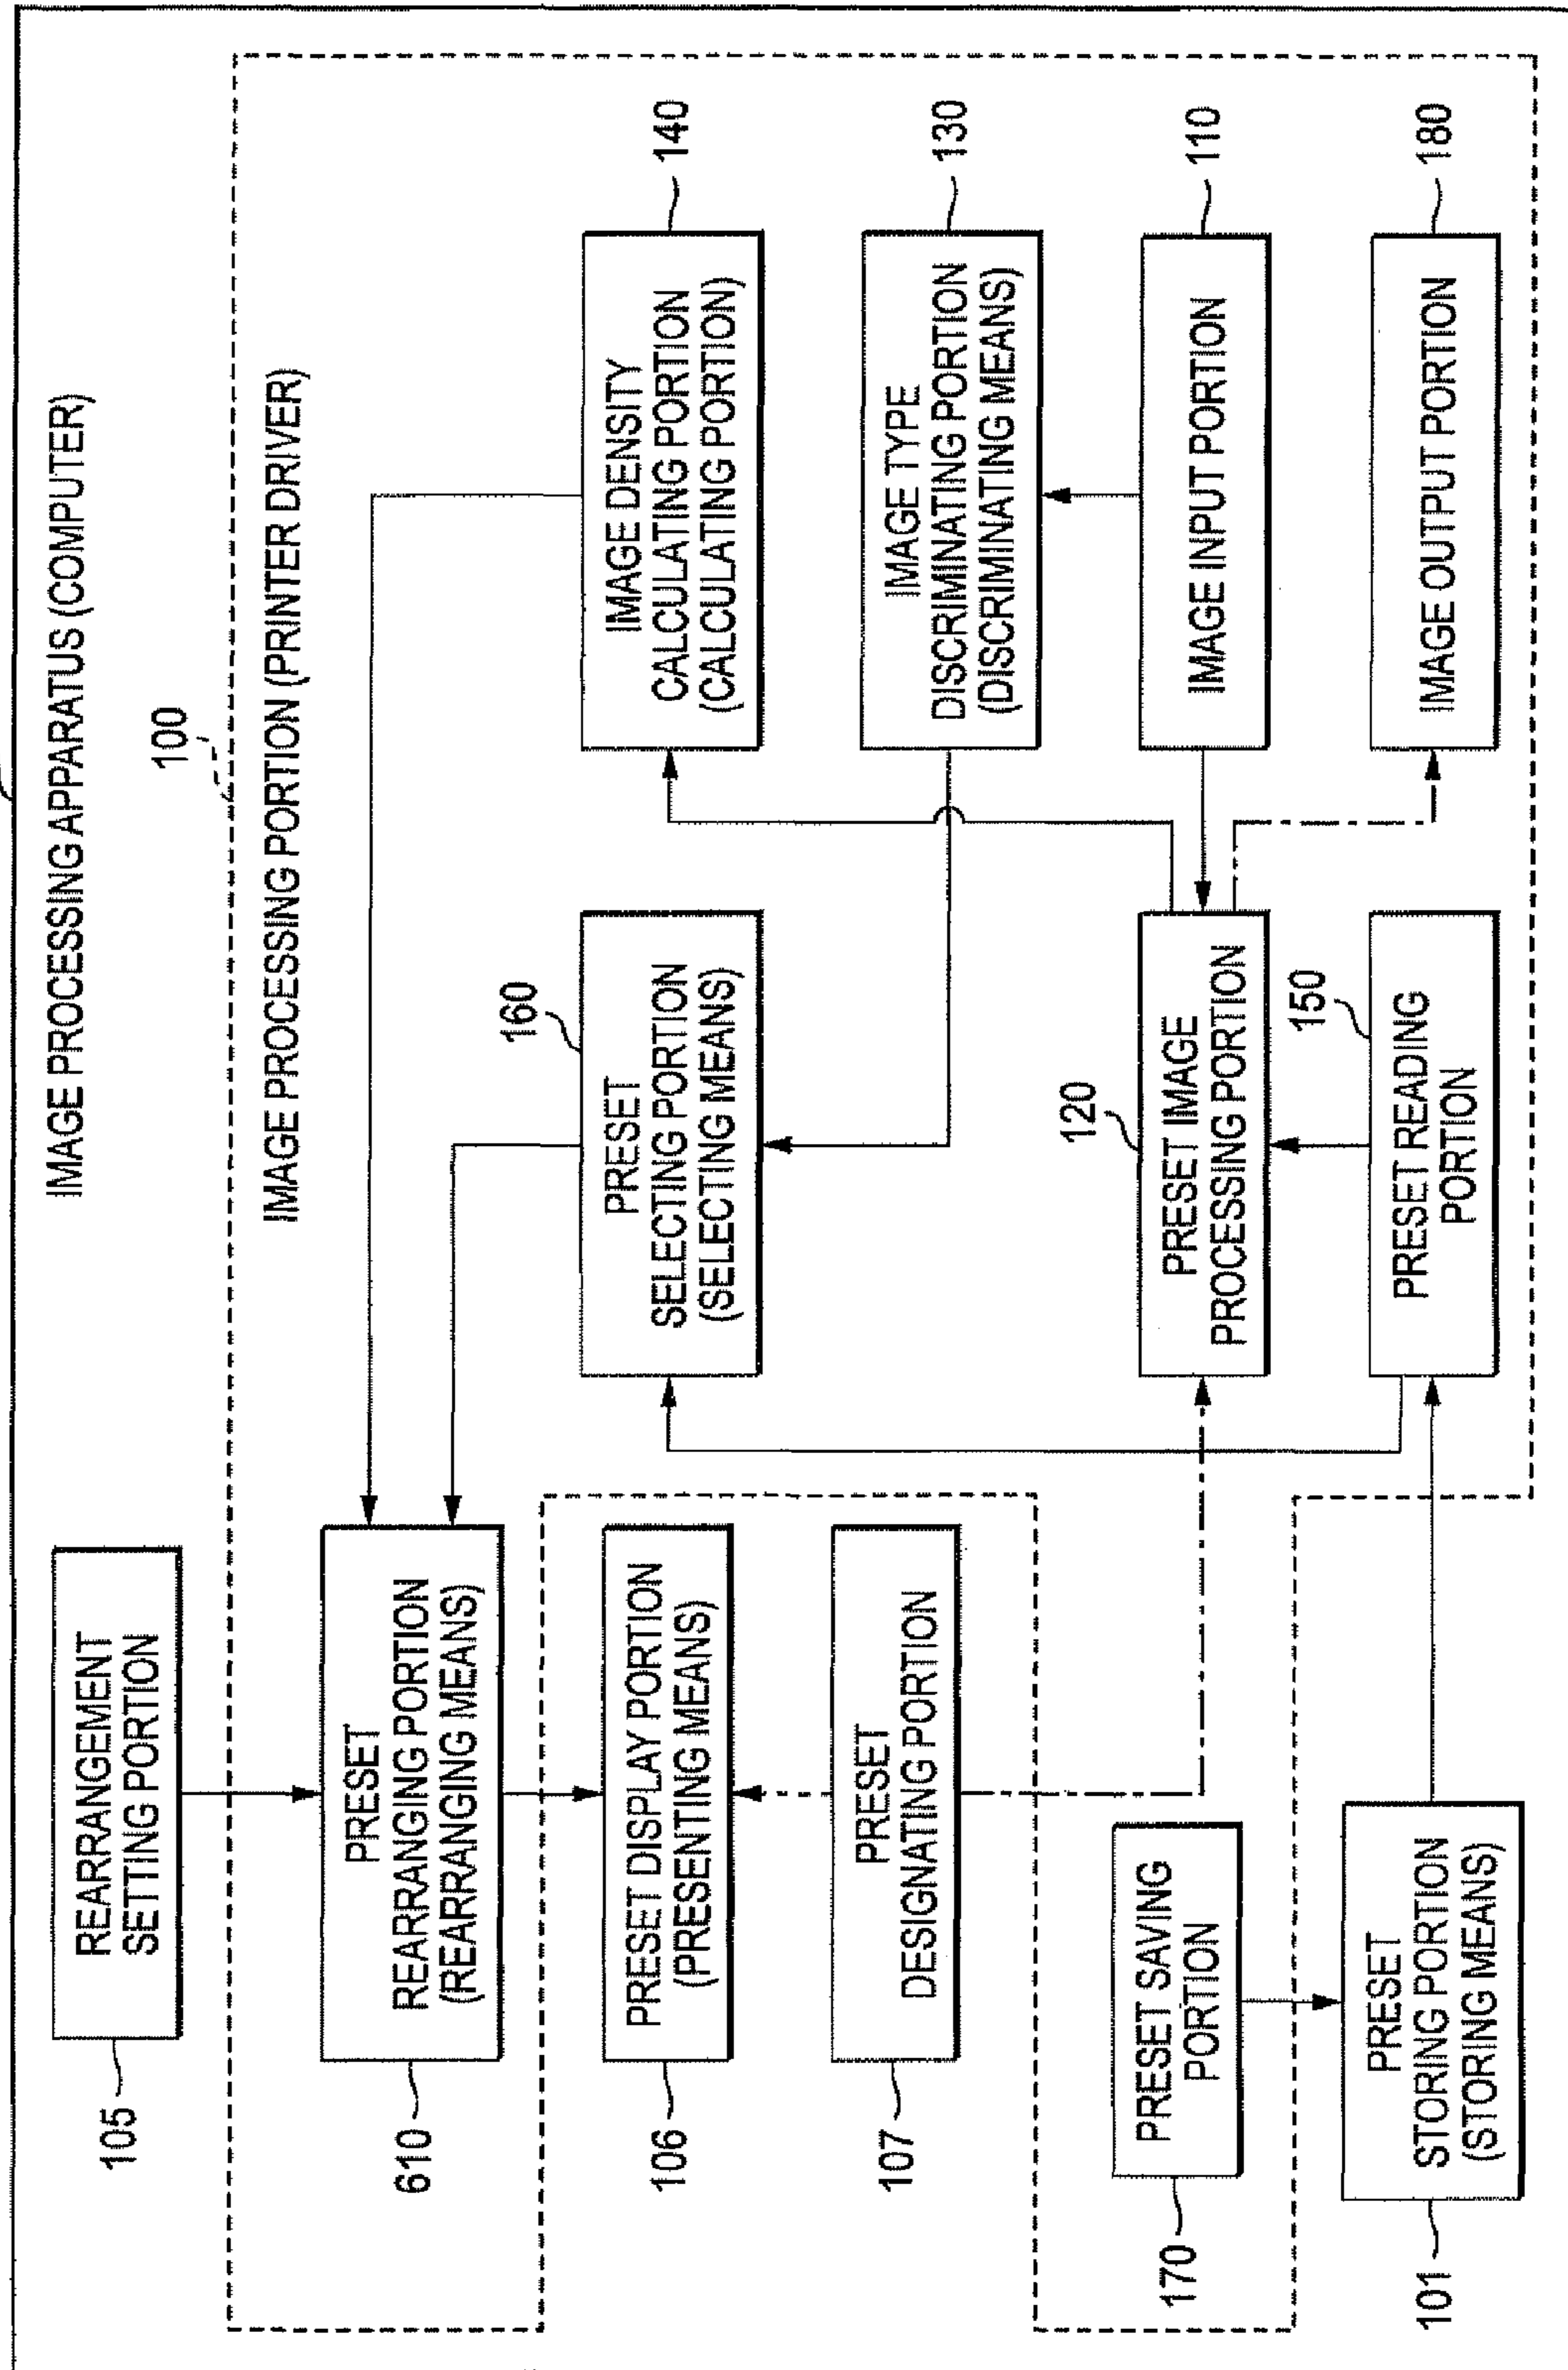 IMAGE PROCESSING APPARATUS (COMPUTER)
100
IMAGE PROCESSING PORTION (PRINTER DRIVER)
105
REARRANGEMENT
SETTING PORTION
610
PRESET
REARRANGING PORTION
(REARRANGING MEANS)
106
PRESET DISPLAY PORTION
(PRESENTING MEANS)
107
PRESET
DESIGNATING PORTION
170
PRESET SAVING
PORTION
101
PRESET
STORING PORTION
(STORING MEANS)
160
PRESET
SELECTING PORTION
(SELECTING MEANS)
120
PRESET IMAGE
PROCESSING PORTION
150
PRESET READING
PORTION
IMAGE DENSITY
CALCULATING PORTION
(CALCULATING PORTION)
140
IMAGE TYPE
DISCRIMINATING PORTION
(DISCRIMINATING MEANS)
130
IMAGE INPUT PORTION
110
IMAGE OUTPUT PORTION
180